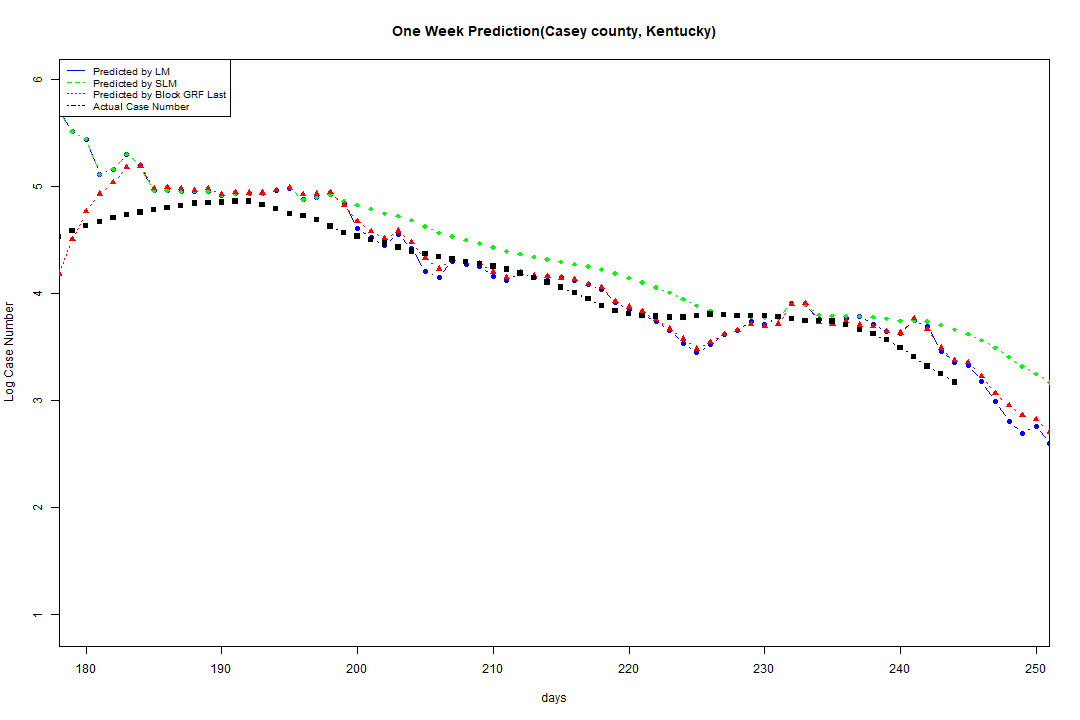 One Week Prediction(Casey county, Kentucky)
Predicted by LM
Predicted by SLM
Predicted by Block GRF Last
Actual Case Number
6
5
4
3
2
1
Log Case Number
180 190 200 210 220 230 240 250
days